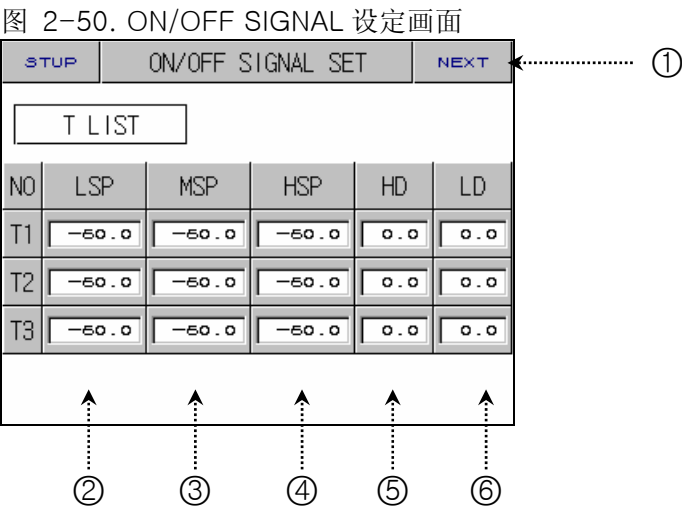 图 2-50. ON/OFF SIGNAL 设定画面
STUP ON/OFF SIGNAL SET NEXT ①
T LIST
NO LSP MSP HSP HD LD
T1 -50.0 -50.0 -50.0 0.0 0.0
T2 -50.0 -50.0 -50.0 0.0 0.0
T3 -50.0 -50.0 -50.0 0.0 0.0
② ③ ④ ⑤ ⑥